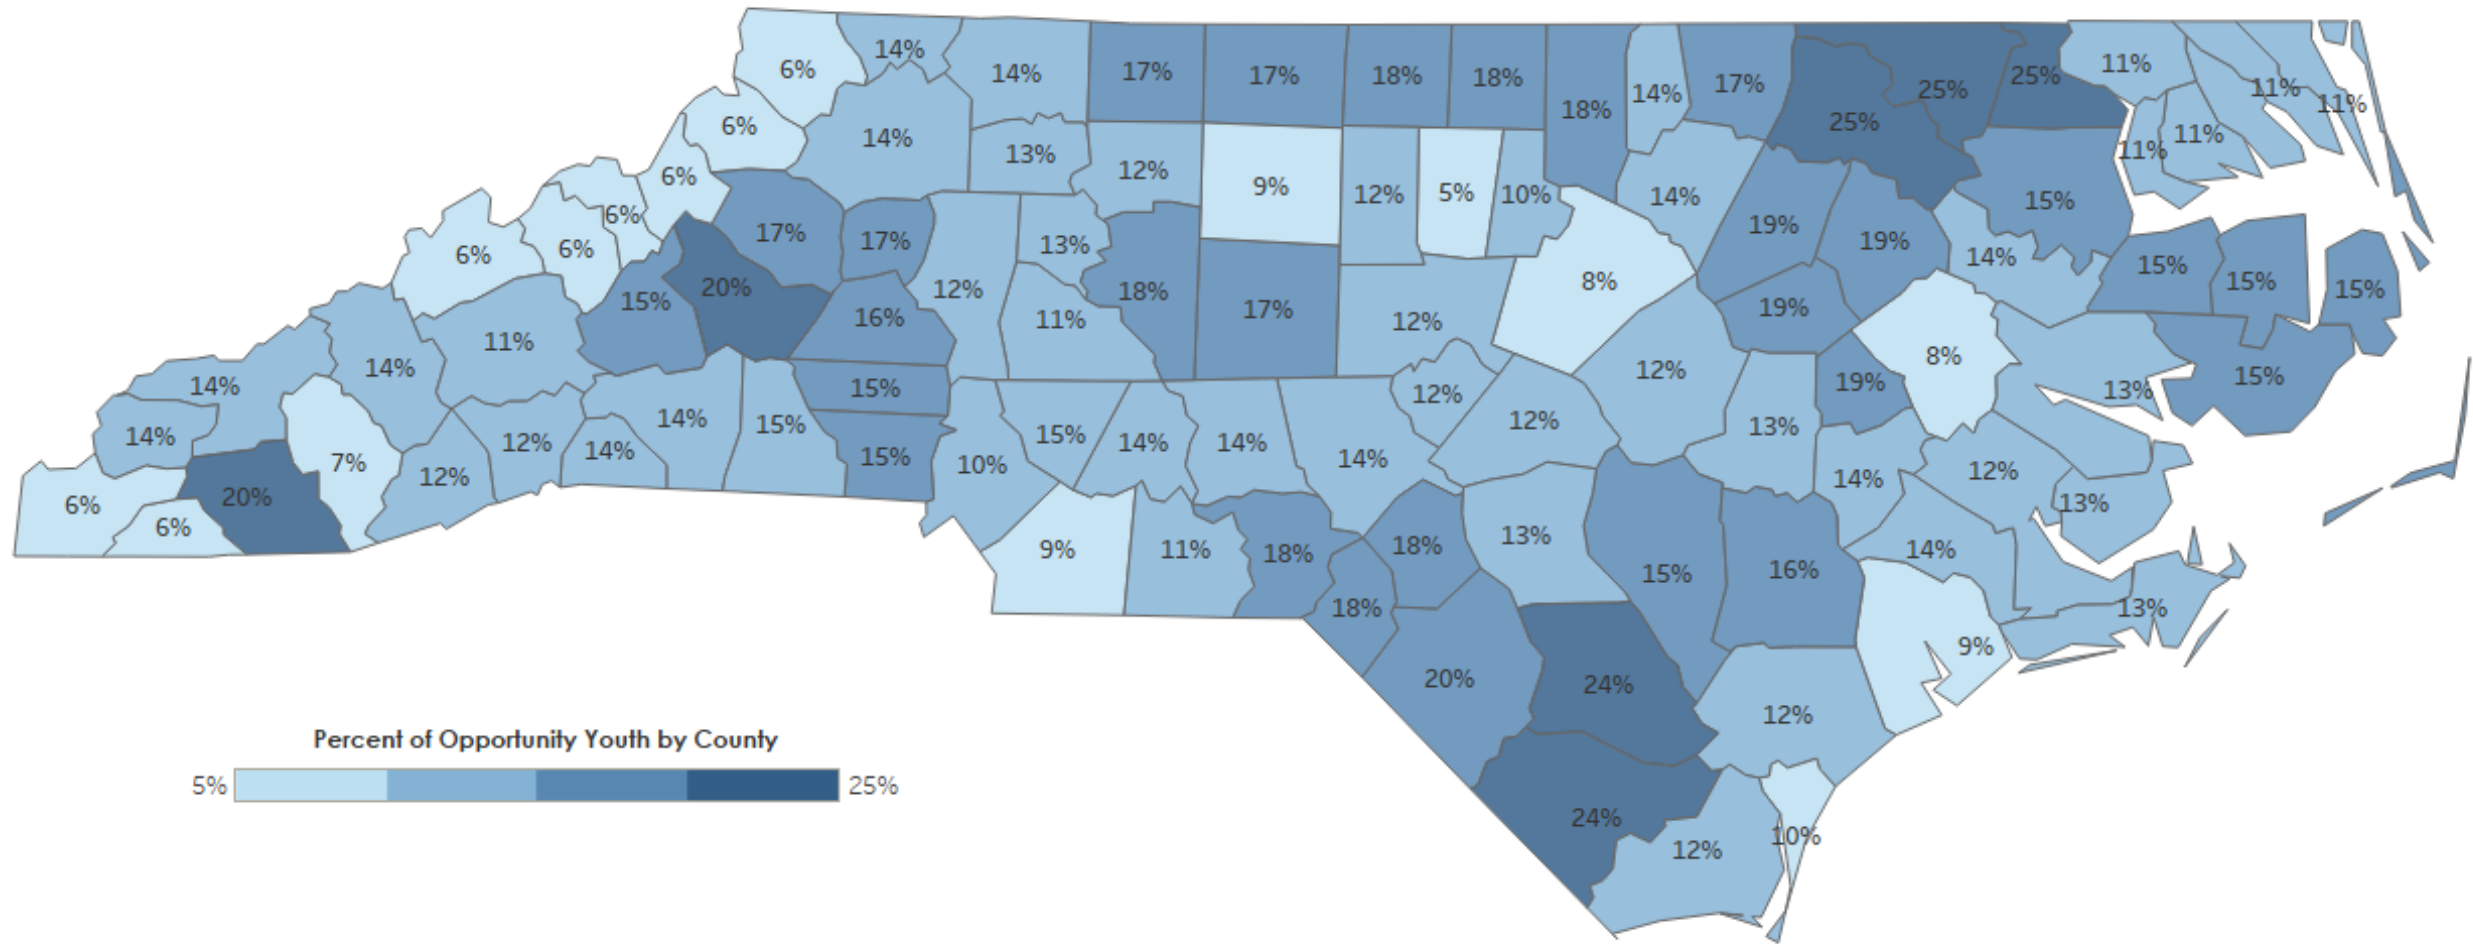 6% 14% 14% 17% 17% 18% 18% 18% 14% 17% 25% 25% 25% 11% 11% 11%
6% 14% 13% 12% 9% 12% 5% 10% 14% 11% 11%
6% 6% 6% 6% 17% 17% 12% 13% 18% 8% 19% 19% 14% 15%
15% 20% 16% 11% 17% 12% 19% 15% 15% 15%
14% 14% 11% 15% 12% 12% 19% 8% 13% 15%
14% 7% 12% 12% 14% 14% 15% 15% 10% 15% 14% 14% 14% 12% 13% 14% 12% 13%
6% 6% 20% 9% 11% 18% 18% 13% 15% 16% 14%
18% 13%
20% 24% 9%
12%
Percent of Opportunity Youth by County
5% 25%
24% 12% 10%